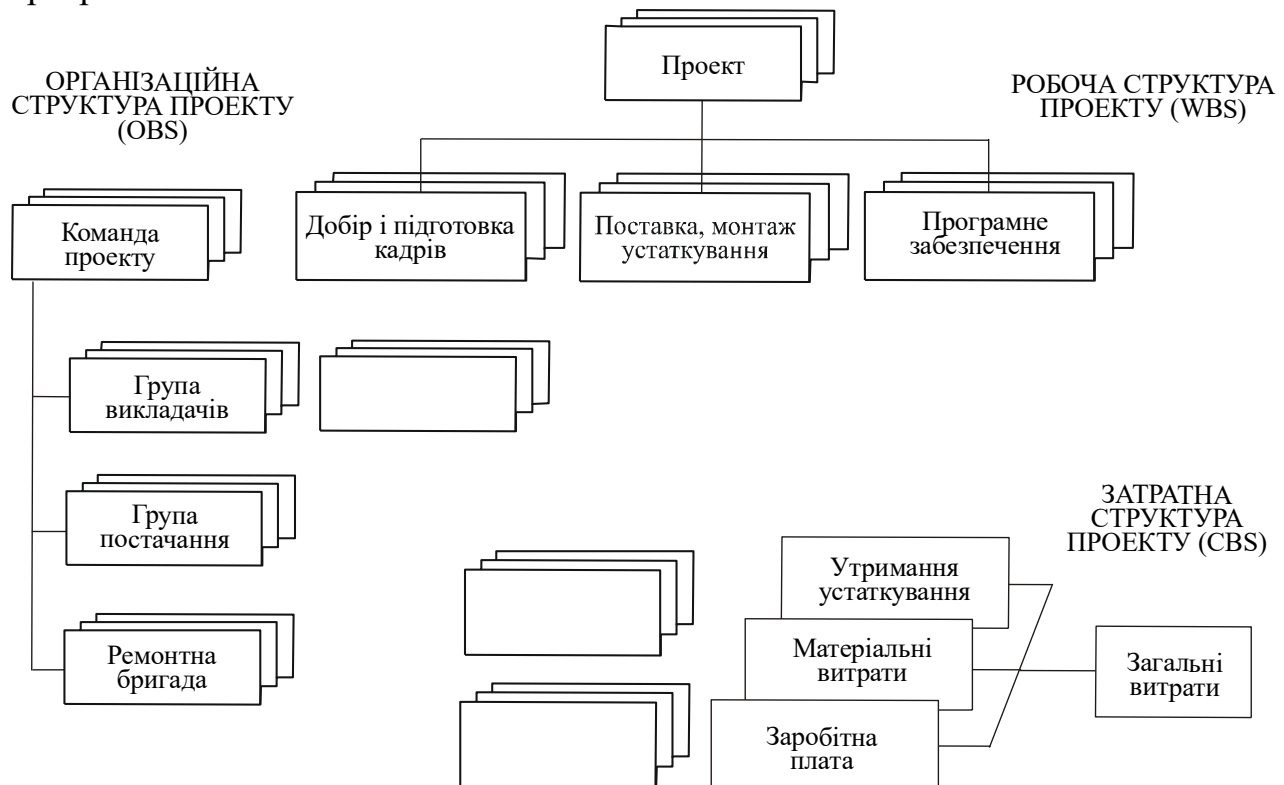 Проект
ОРГАНІЗАЦІЙНА
СТРУКТУРА ПРОЕКТУ
(OBS)
РОБОЧА СТРУКТУРА
ПРОЕКТУ (WBS)
Команда
проекту
Добір і підготовка
кадрів
Поставка, монтаж
устаткування
Програмне
забезпечення
Група
викладачів
Група
постачання
Ремонтна
бригада
ЗАТРАТНА
СТРУКТУРА
ПРОЕКТУ (CBS)
Утримання
устаткування
Матеріальні
витрати
Заробітна
плата
Загальні
витрати